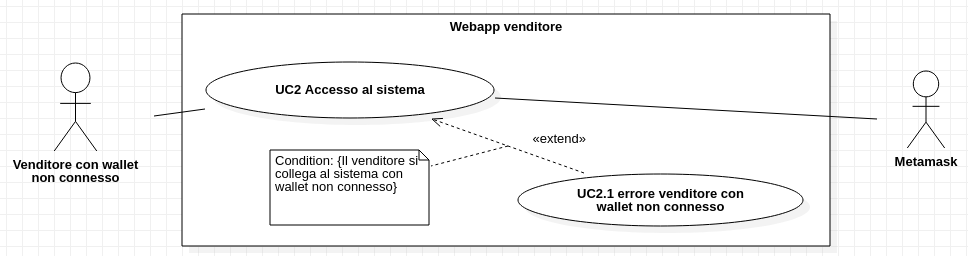 Webapp venditore
UC2 Accesso al sistema
«extend»
Condition: {Il venditore si
collega al sistema con
wallet non connesso}
UC2.1 errore venditore con
wallet non connesso
Venditore con wallet
non connesso
Metamask